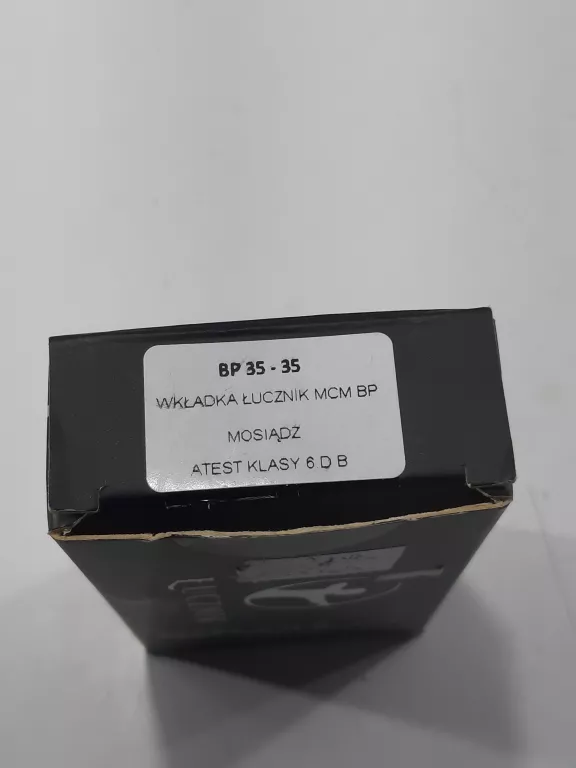 BP 35 - 35
WKŁADKA ŁUCZNIK MCM BP
MOSIĄDZ
ATEST KLASY 6 D B